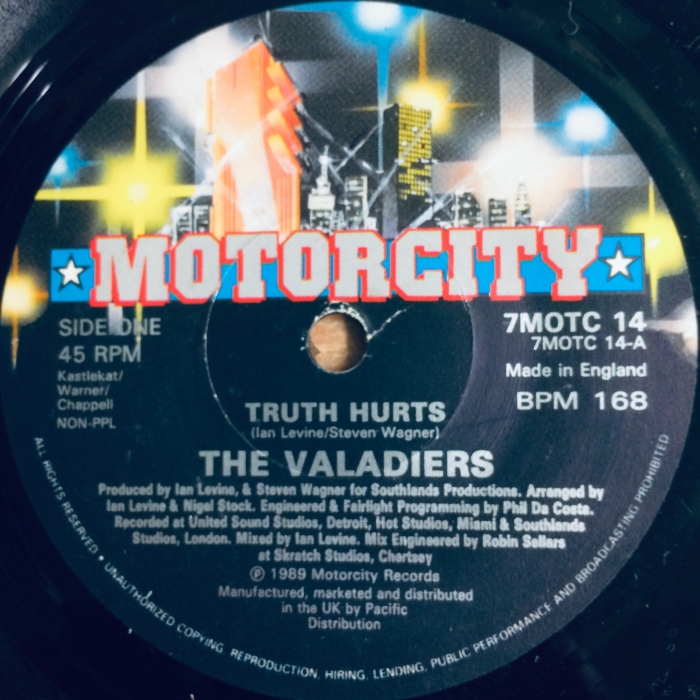 MOTORCITY
SIDE ONE
45 RPM
Kastlekat/
Warner/
Chappell
NON-PPL
7MOTC 14
7MOTC 14-A
Made in England
BPM 168
TRUTH HURTS
(Ian Levine/Steven Wagner)
THE VALADIERS
Produced by Ian Levine, & Steven Wagner for Southlands Productions. Arranged by
Ian Levine & Nigel Stock. Engineered & Fairlight Programming by Phil Da Costa.
Recorded at United Sound Studios, Detroit, Hot Studios, Miami & Southlands
Studios, London. Mixed by Ian Levine. Mix Engineered by Robin Sellars
at Skratch Studios, Chertsey
℗ 1989 Motorcity Records
Manufactured, marketed and distributed
in the UK by Pacific
Distribution
ALL RIGHTS RESERVED • UNAUTHORIZED COPYING, REPRODUCTION, HIRING, LENDING, PUBLIC PERFORMANCE AND BROADCASTING PROHIBITED